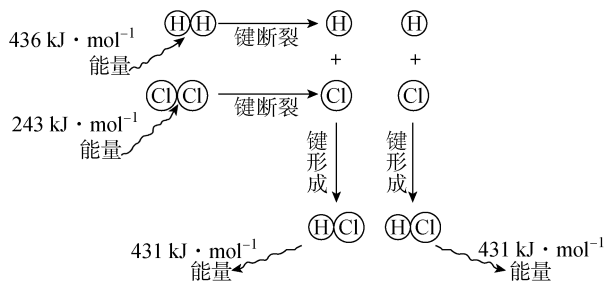 H H 键断裂 H H
436 kJ·mol⁻¹
能量
+ +
Cl Cl 键断裂 Cl Cl
243 kJ·mol⁻¹
能量
键形成 键形成
H Cl H Cl
431 kJ·mol⁻¹ 431 kJ·mol⁻¹
能量 能量